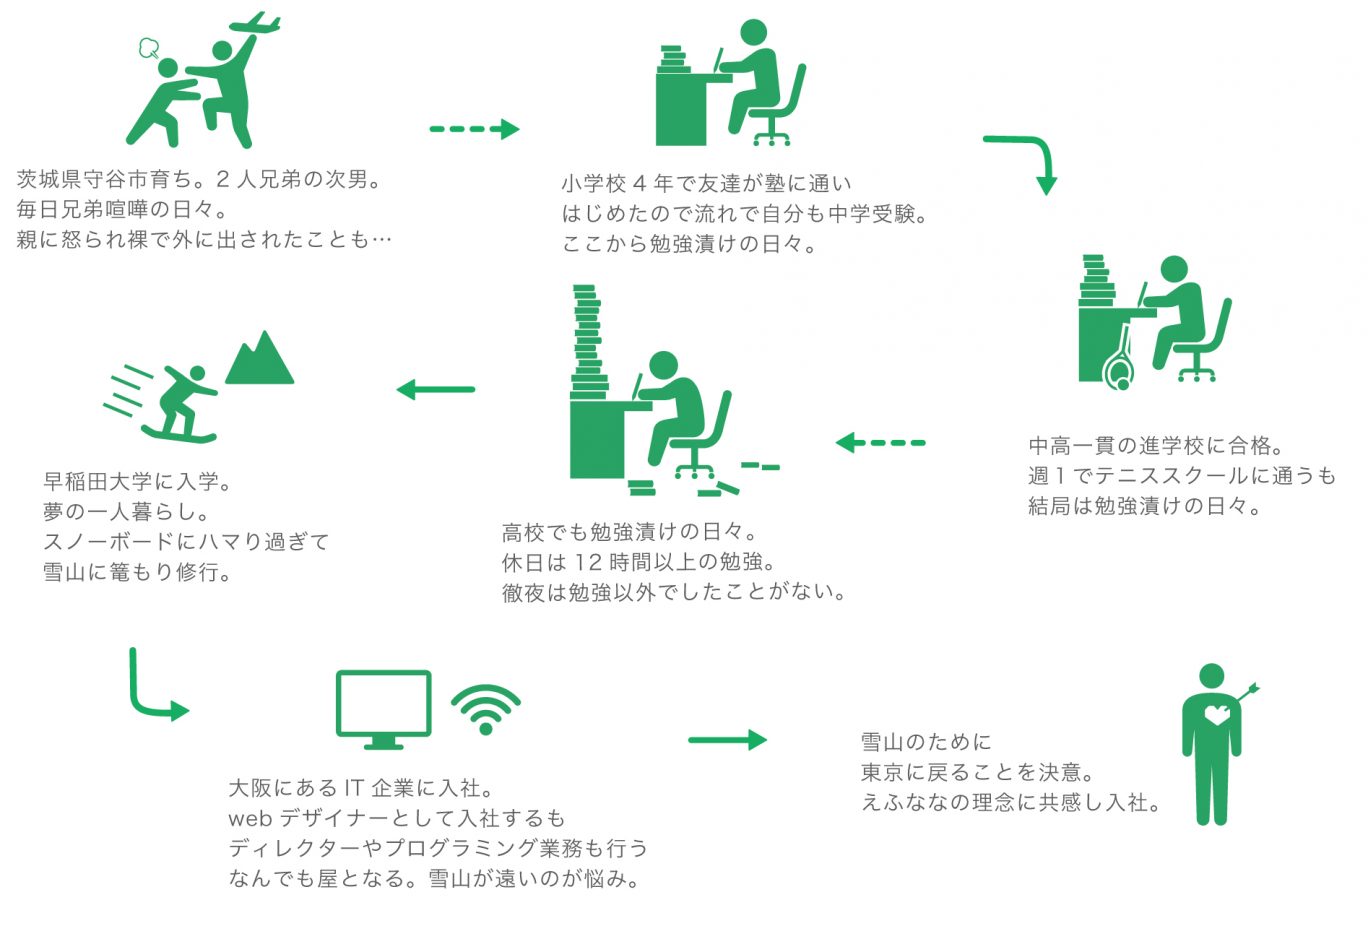 茨城県守谷市育ち。2人兄弟の次男。
毎日兄弟喧嘩の日々。
親に怒られ裸で外に出されたことも…
小学校4年で友達が塾に通い
はじめたので流れで自分も中学受験。
ここから勉強漬けの日々。
中高一貫の進学校に合格。
週1でテニススクールに通うも
結局は勉強漬けの日々。
高校でも勉強漬けの日々。
休日は12時間以上の勉強。
徹夜は勉強以外でしたことがない。
早稲田大学に入学。
夢の一人暮らし。
スノーボードにハマり過ぎて
雪山に篭もり修行。
大阪にあるIT企業に入社。
webデザイナーとして入社するも
ディレクターやプログラミング業務も行う
なんでも屋となる。雪山が遠いのが悩み。
雪山のために
東京に戻ることを決意。
えふななの理念に共感し入社。